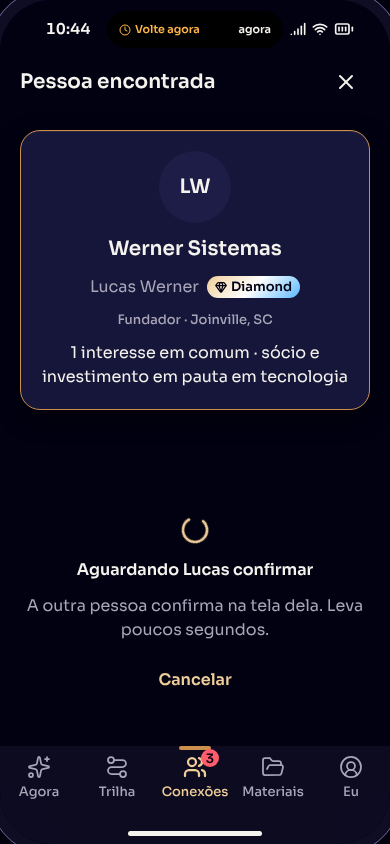 10:44
Volte agora
agora
Pessoa encontrada
LW
Werner Sistemas
Lucas Werner
Diamond
Fundador · Joinville, SC
1 interesse em comum · sócio e
investimento em pauta em tecnologia
Aguardando Lucas confirmar
A outra pessoa confirma na tela dela. Leva
poucos segundos.
Cancelar
3
Agora
Trilha
Conexões
Materiais
Eu